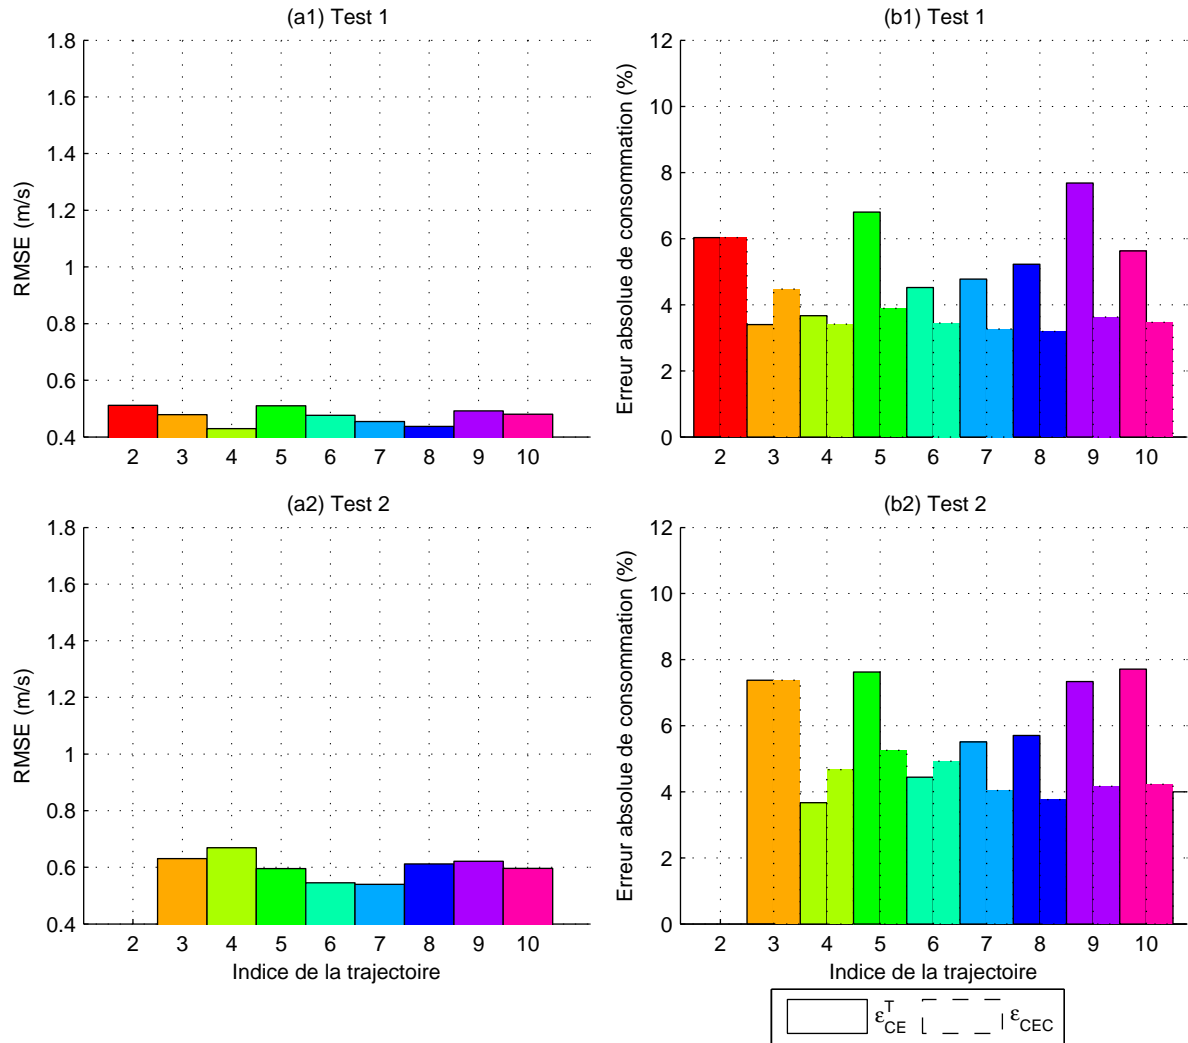 (a1) Test 1
1.8
1.6
1.4
1.2
1
0.8
0.6
0.4
RMSE (m/s)
2 3 4 5 6 7 8 9 10
(b1) Test 1
12
10
8
6
4
2
0
Erreur absolue de consommation (%)
2 3 4 5 6 7 8 9 10
(a2) Test 2
1.8
1.6
1.4
1.2
1
0.8
0.6
0.4
RMSE (m/s)
2 3 4 5 6 7 8 9 10
Indice de la trajectoire
(b2) Test 2
12
10
8
6
4
2
0
Erreur absolue de consommation (%)
2 3 4 5 6 7 8 9 10
Indice de la trajectoire
ε_CE^T ε_CEC